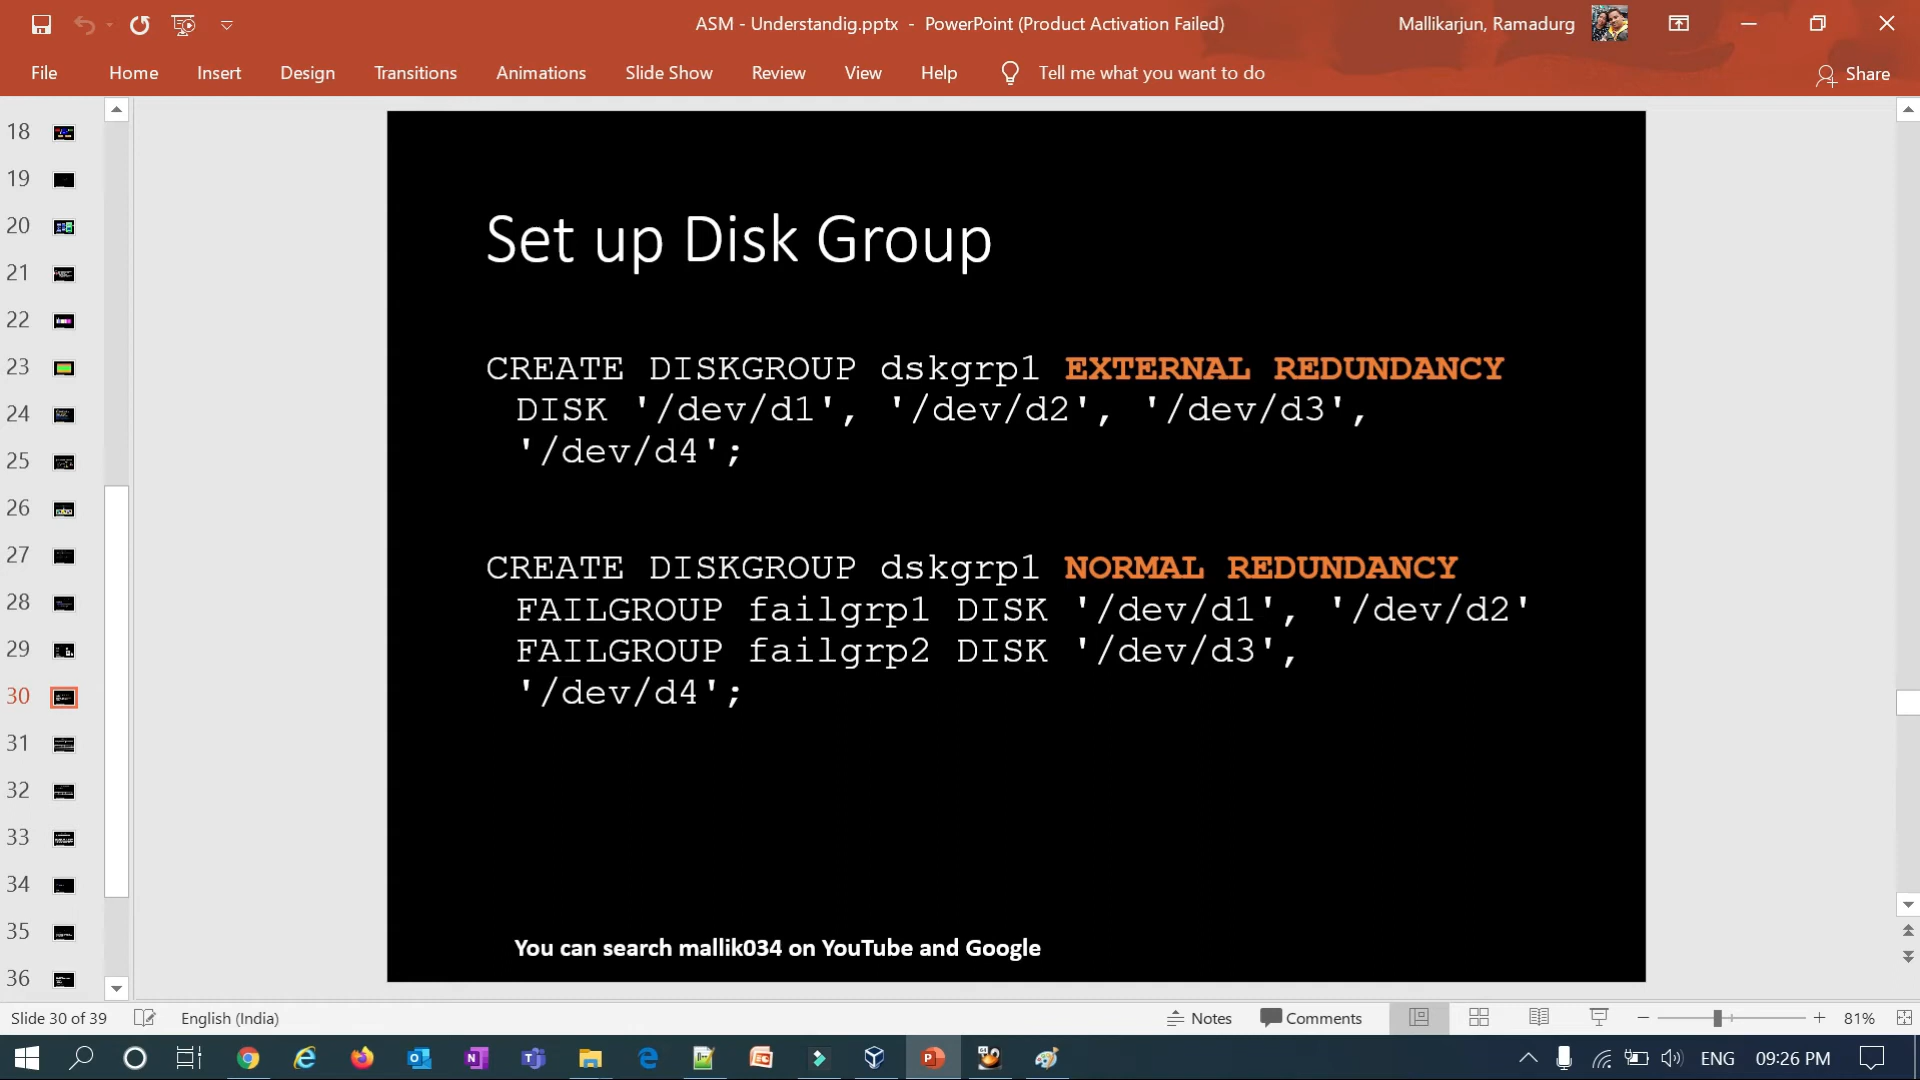 ASM - Understandig.pptx - PowerPoint (Product Activation Failed)
Mallikarjun, Ramadurg
File Home Insert Design Transitions Animations Slide Show Review View Help Tell me what you want to do Share
18
19
20
21
22
23
24
25
26
27
28
29
30
31
32
33
34
35
36
Set up Disk Group
CREATE DISKGROUP dskgrp1 EXTERNAL REDUNDANCY
DISK '/dev/d1', '/dev/d2', '/dev/d3',
'/dev/d4';
CREATE DISKGROUP dskgrp1 NORMAL REDUNDANCY
FAILGROUP failgrp1 DISK '/dev/d1', '/dev/d2'
FAILGROUP failgrp2 DISK '/dev/d3',
'/dev/d4';
You can search mallik034 on YouTube and Google
Slide 30 of 39 English (India) Notes Comments 81%
ENG 09:26 PM